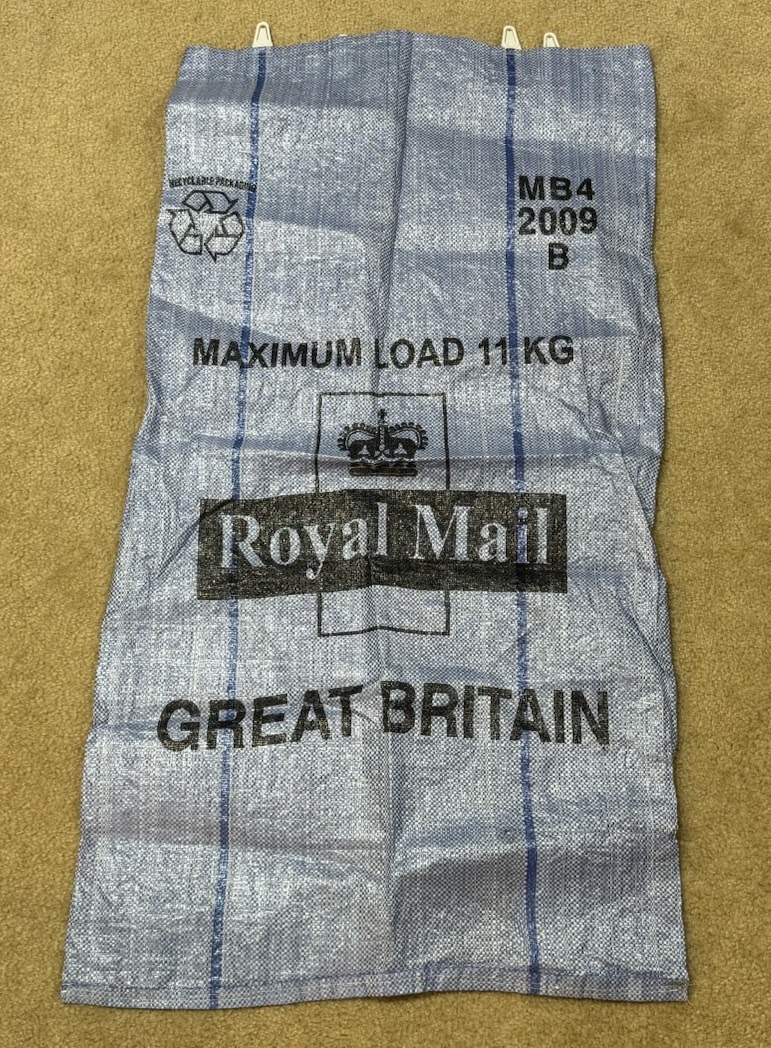 RECYCLABLE PACKAGING
MB4
2009
B
MAXIMUM LOAD 11 KG
Royal Mail
GREAT BRITAIN